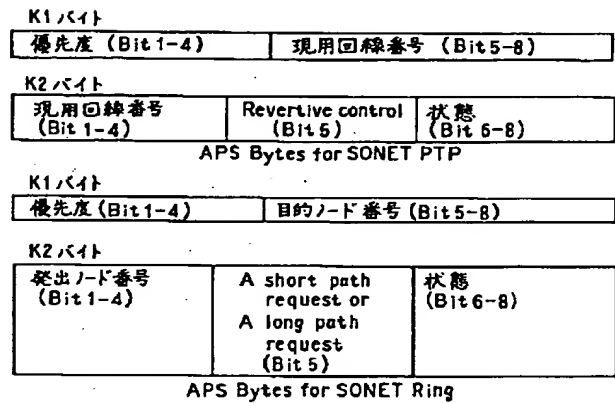 K1バイト
優先度 (Bit 1-4) 現用回線番号 (Bit 5-8)
K2バイト
現用回線番号 Revertive control 状態
(Bit 1-4) (Bit 5) (Bit 6-8)
APS Bytes for SONET PTP
K1バイト
優先度 (Bit 1-4) 目的ノード番号 (Bit 5-8)
K2バイト
発出ノード番号 A short path 状態
(Bit 1-4) request or (Bit 6-8)
A long path
request
(Bit 5)
APS Bytes for SONET Ring